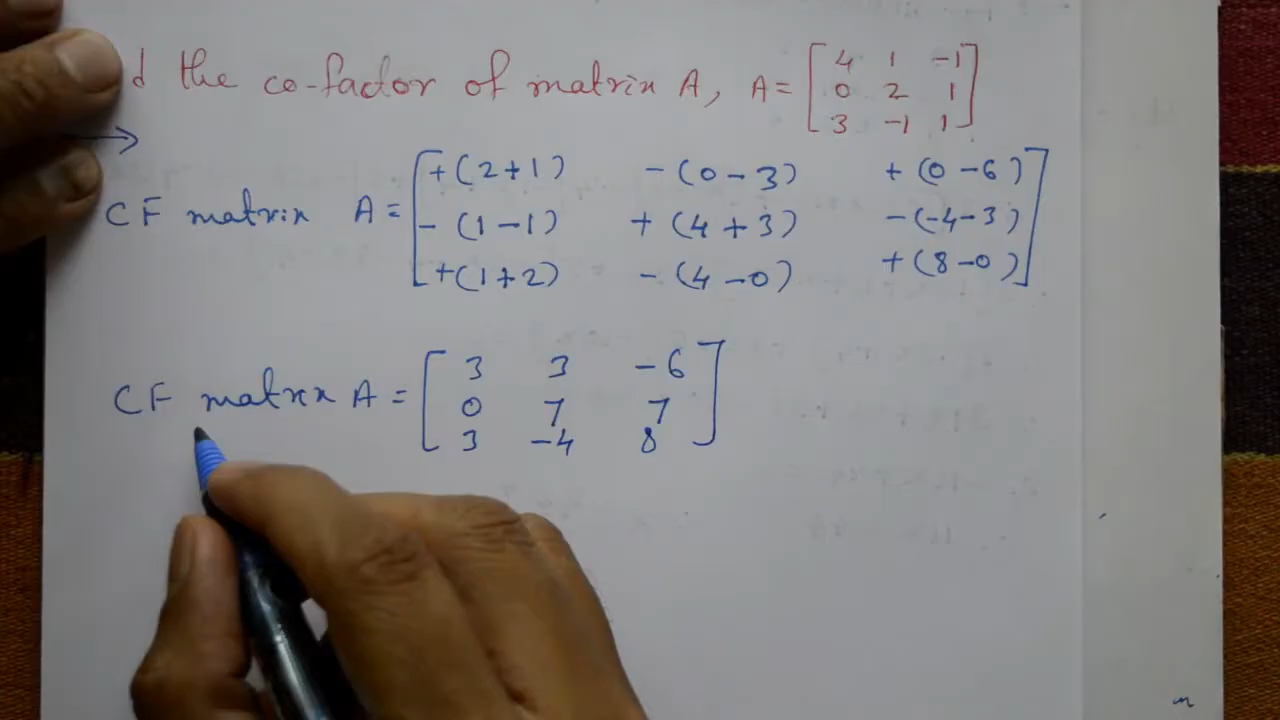 d the co-factor of matrix A, A = [ 4 1 -1
0 2 1
3 -1 1 ]
CF matrix A = [ +(2+1) -(0-3) +(0-6)
-(1-1) +(4+3) -(-4-3)
+(1+2) -(4-0) +(8-0) ]
CF matrix A = [ 3 3 -6
0 7 7
3 -4 8 ]